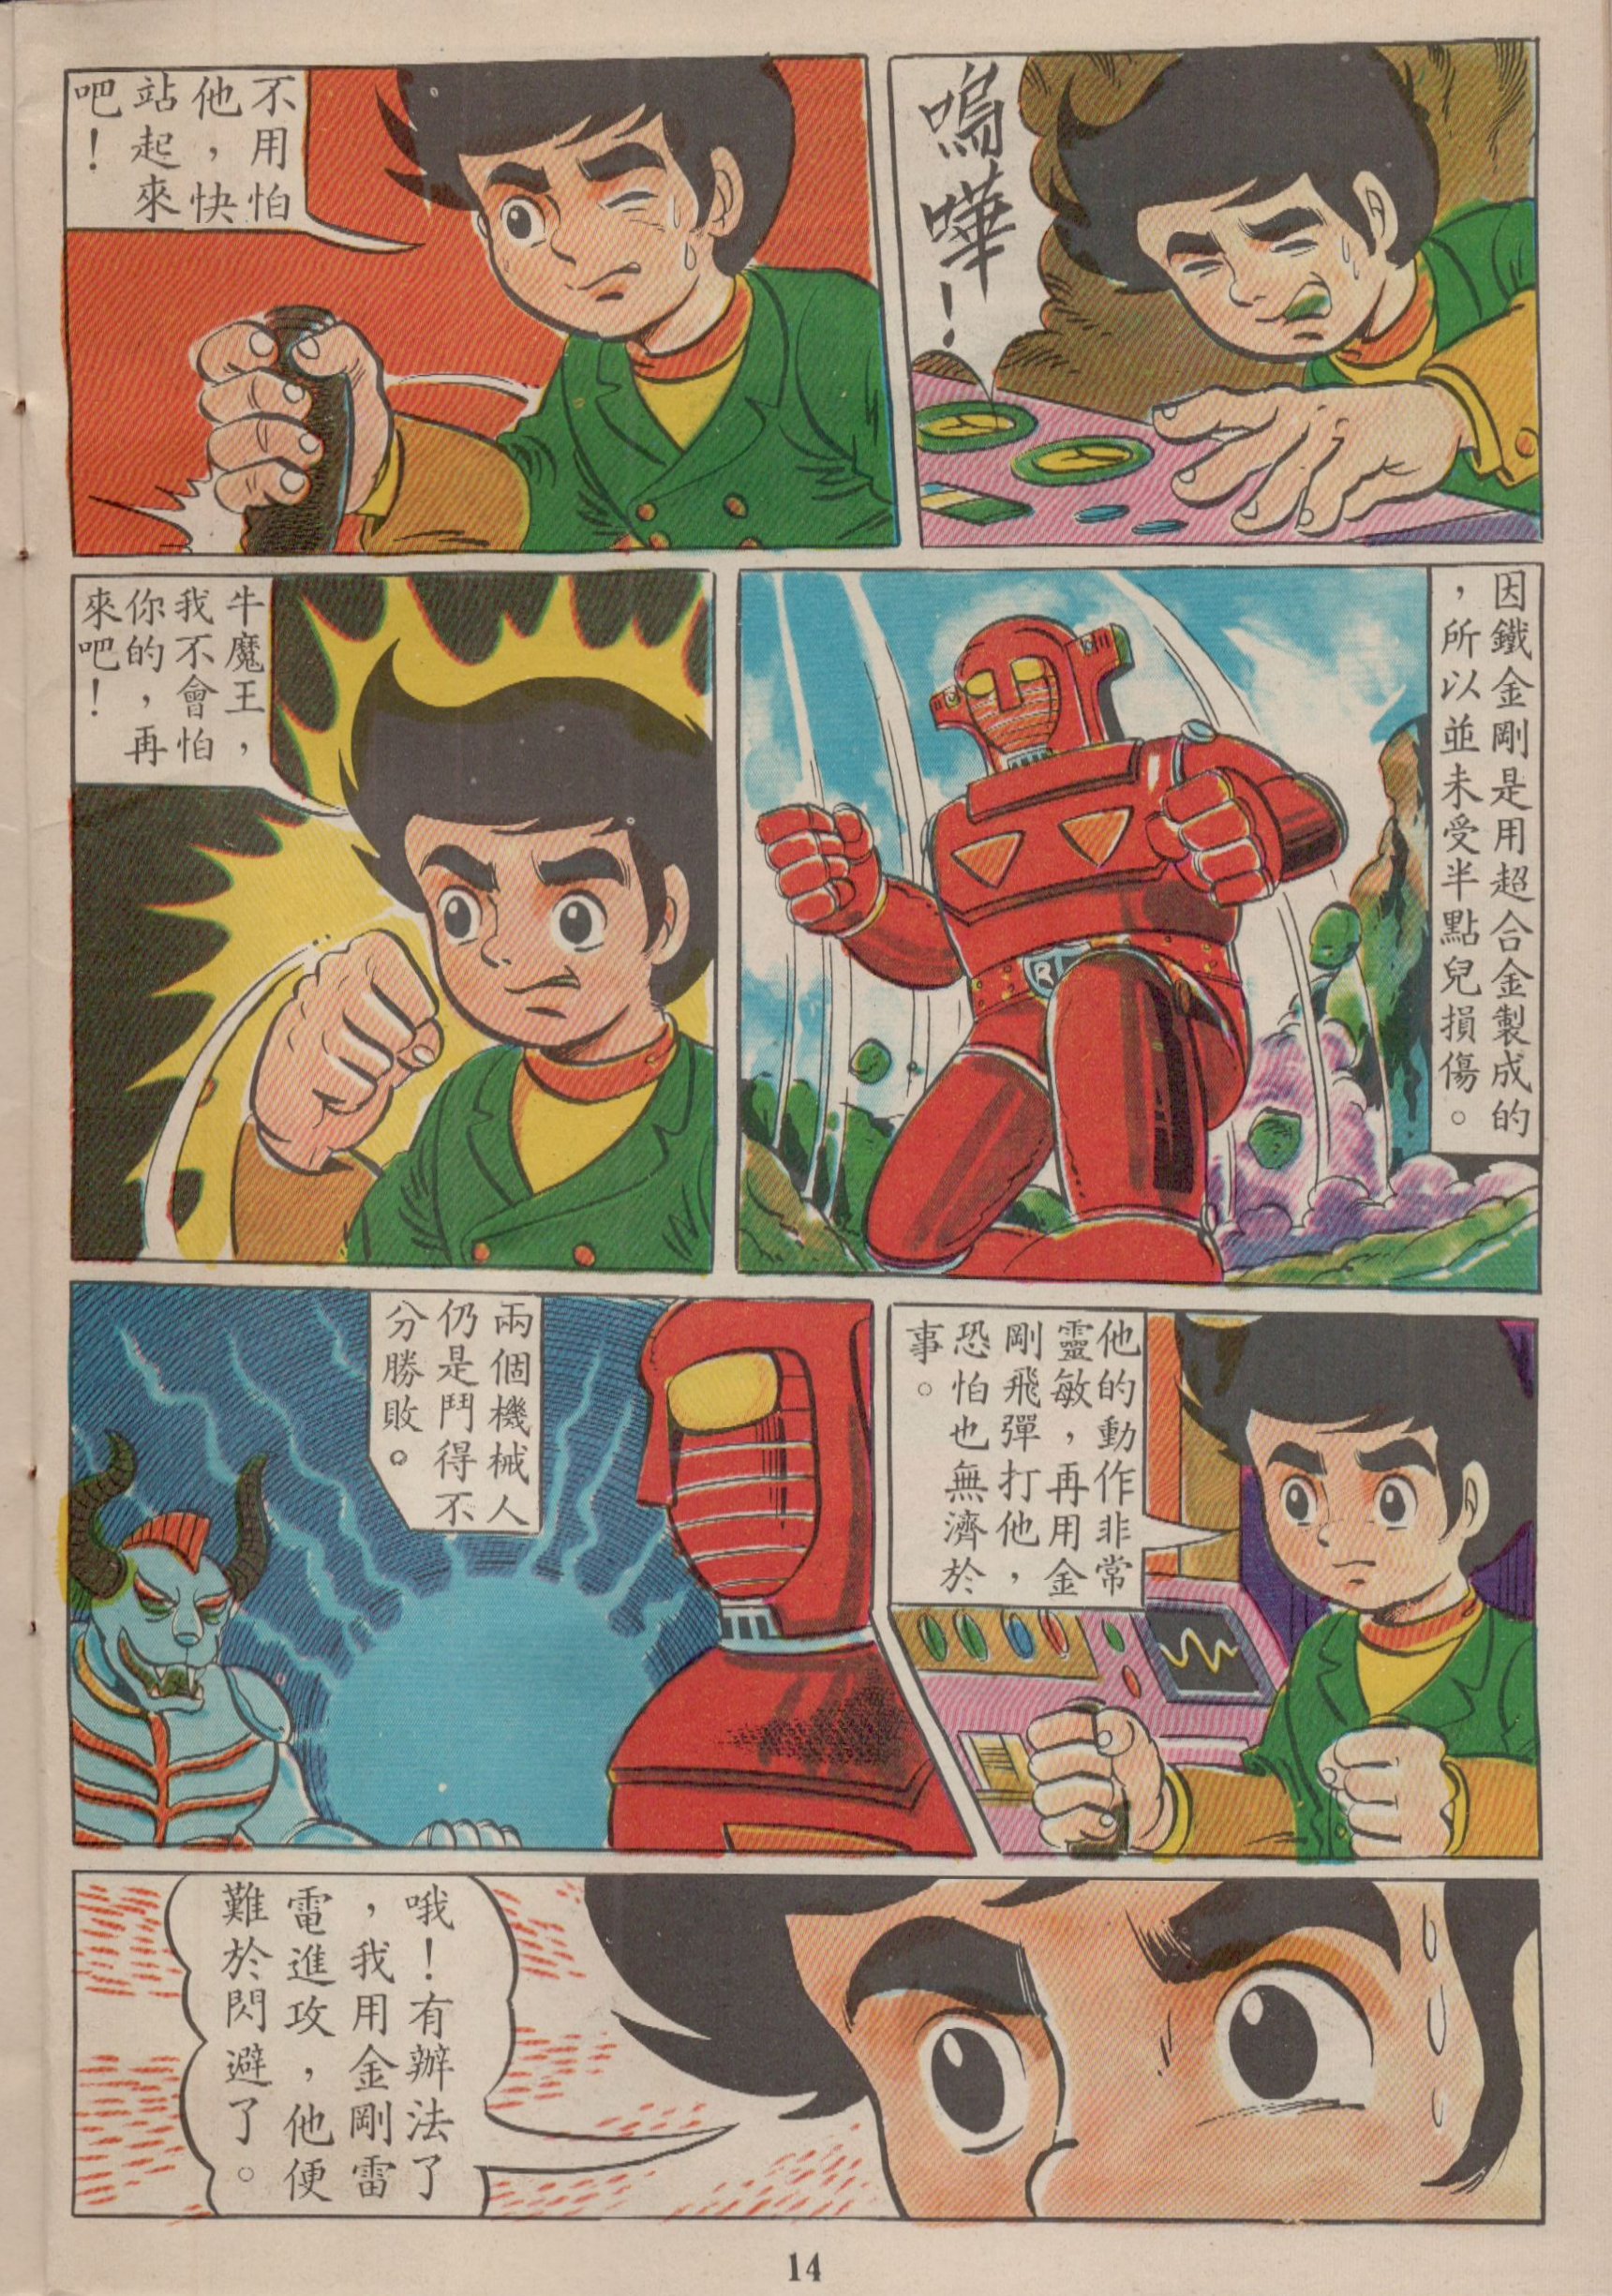 嗚
嘩！
不用怕
他，快
站起來
吧！
因鐵金剛是用超合金製成的
，所以並未受半點兒損傷。
RT
牛魔王，
我不會怕
你的，再
來吧！
他的動作非常
靈敏，再用金
剛飛彈打他，
恐怕也無濟於
事。
兩個機械人
仍是鬥得不
分勝敗。
哦！有辦法了
，我用金剛雷
電進攻，他便
難於閃避了。
14